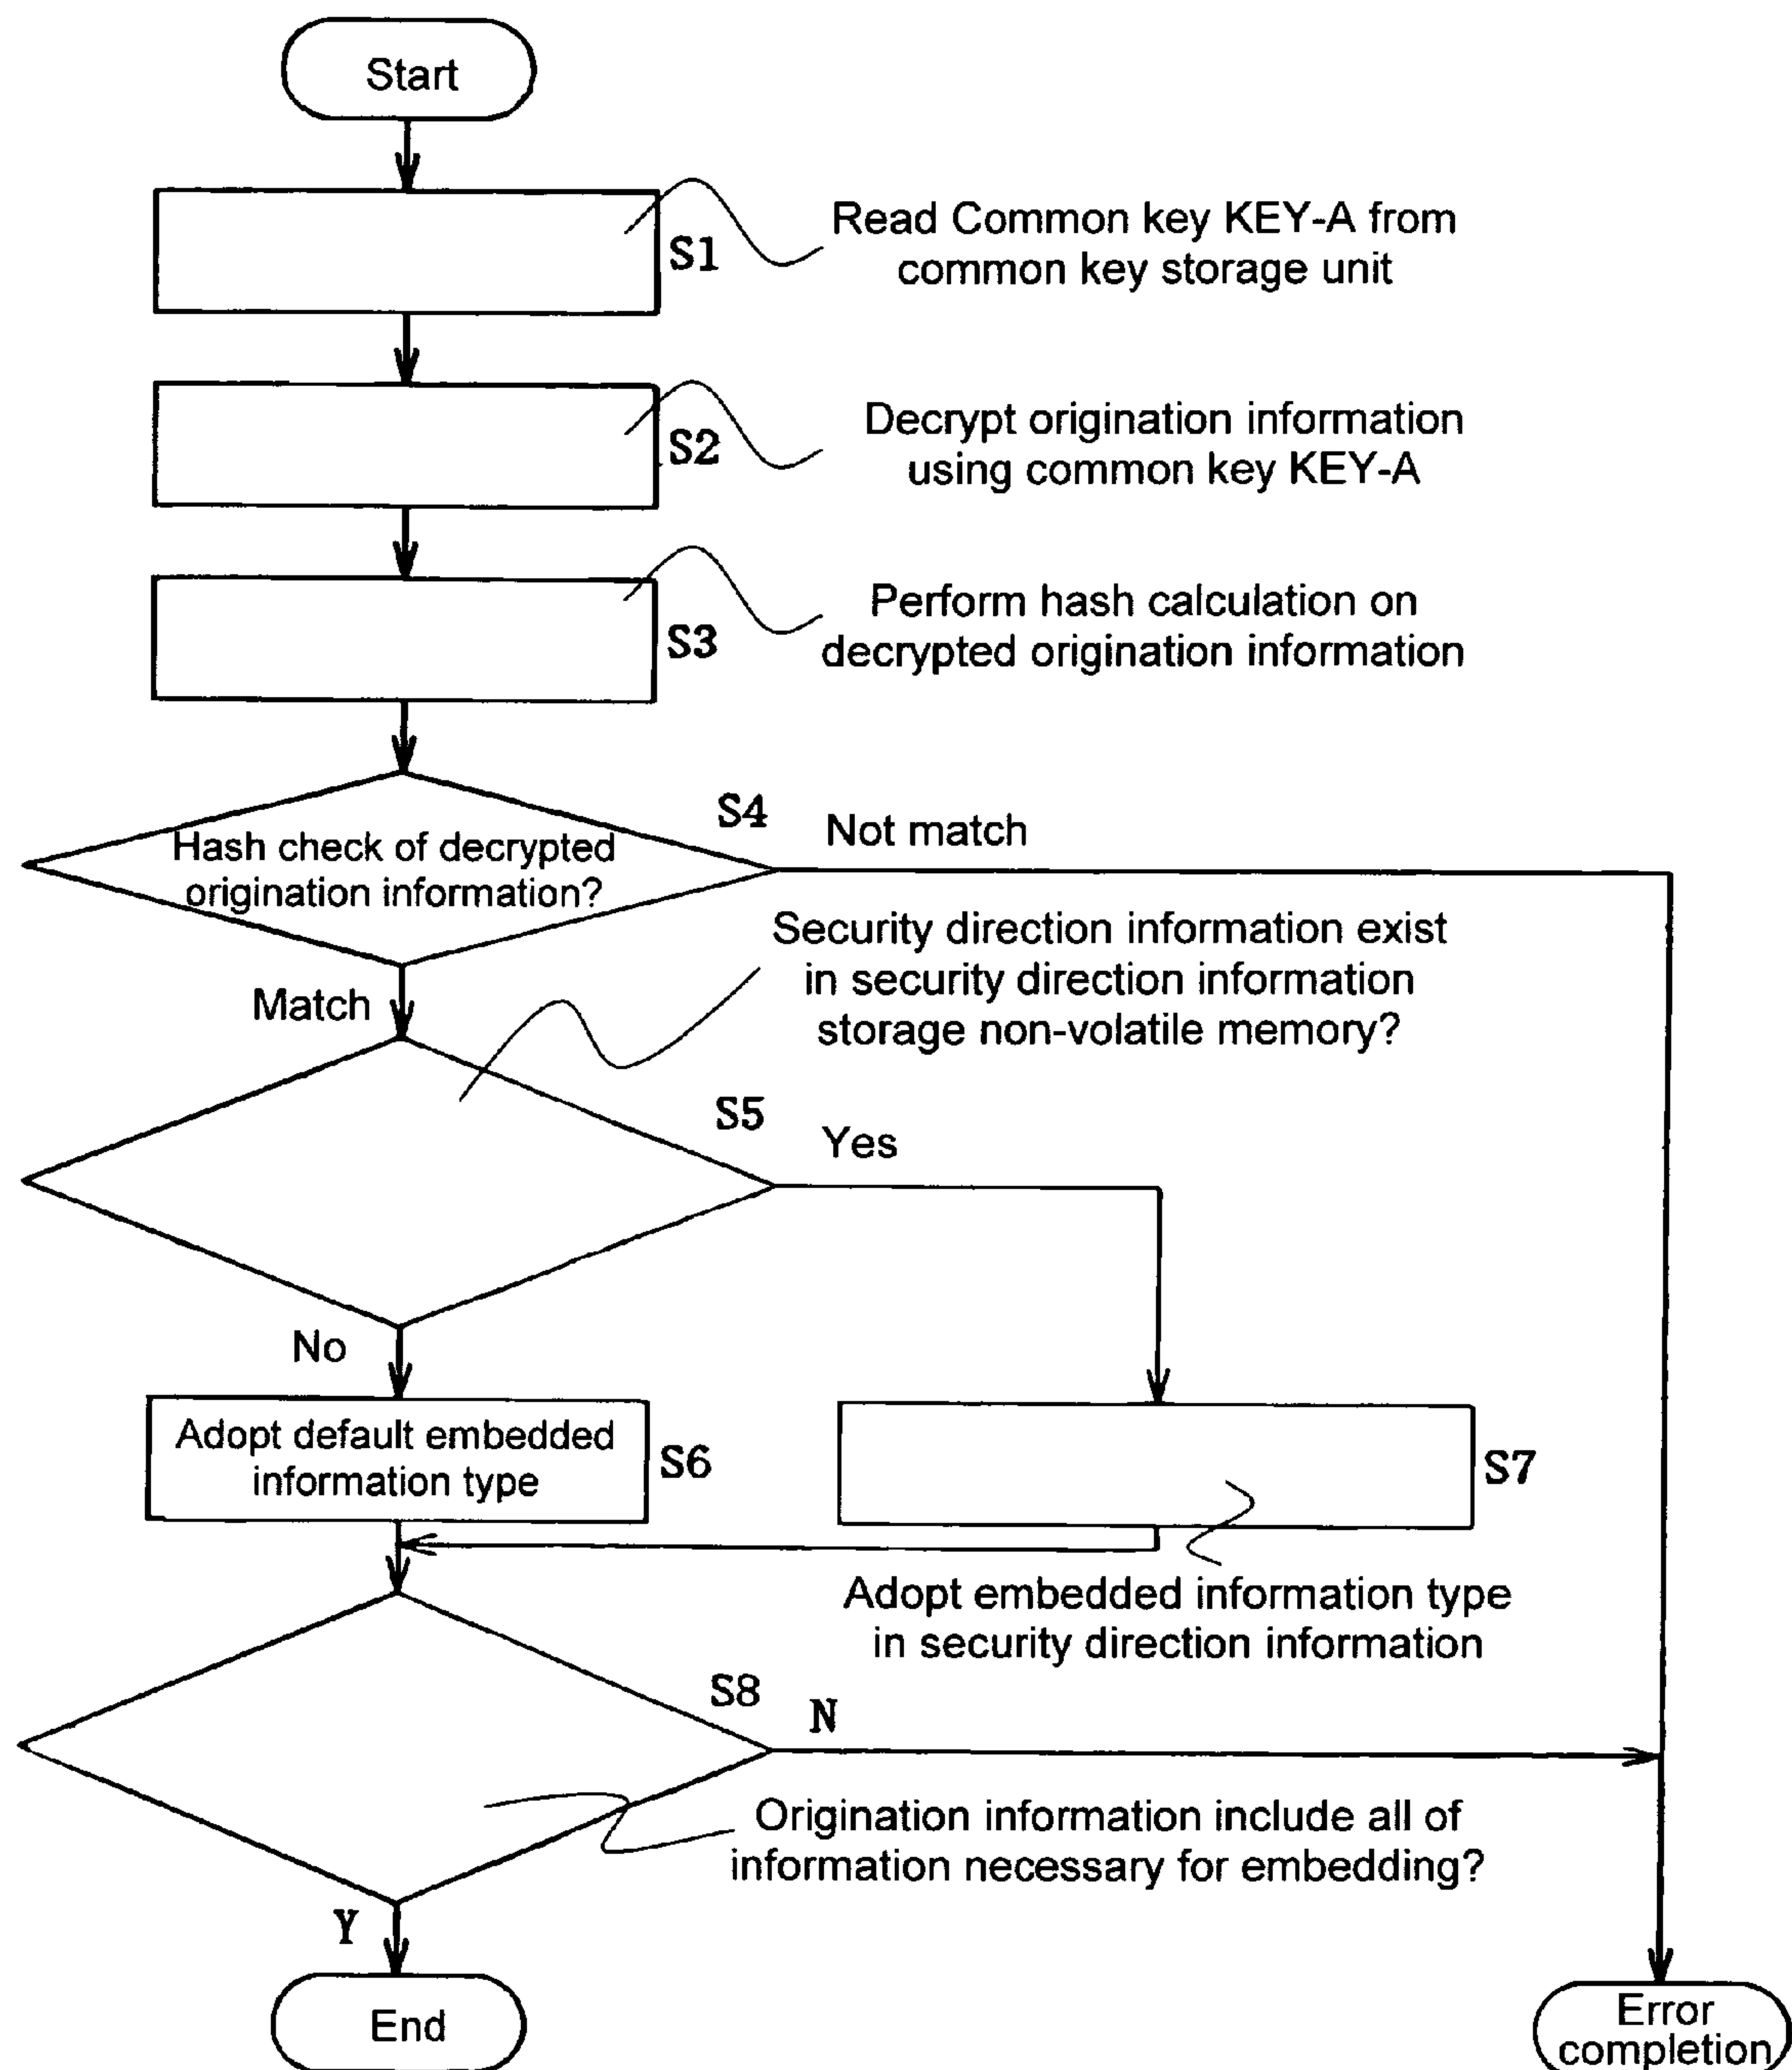 Start
S1
Read Common key KEY-A from
common key storage unit
S2
Decrypt origination information
using common key KEY-A
S3
Perform hash calculation on
decrypted origination information
S4
Not match
Hash check of decrypted
origination information?
Security direction information exist
in security direction information
storage non-volatile memory?
Match
S5
Yes
No
Adopt default embedded
information type
S6
S7
Adopt embedded information type
in security direction information
S8
N
Origination information include all of
information necessary for embedding?
Y
End
Error
completion